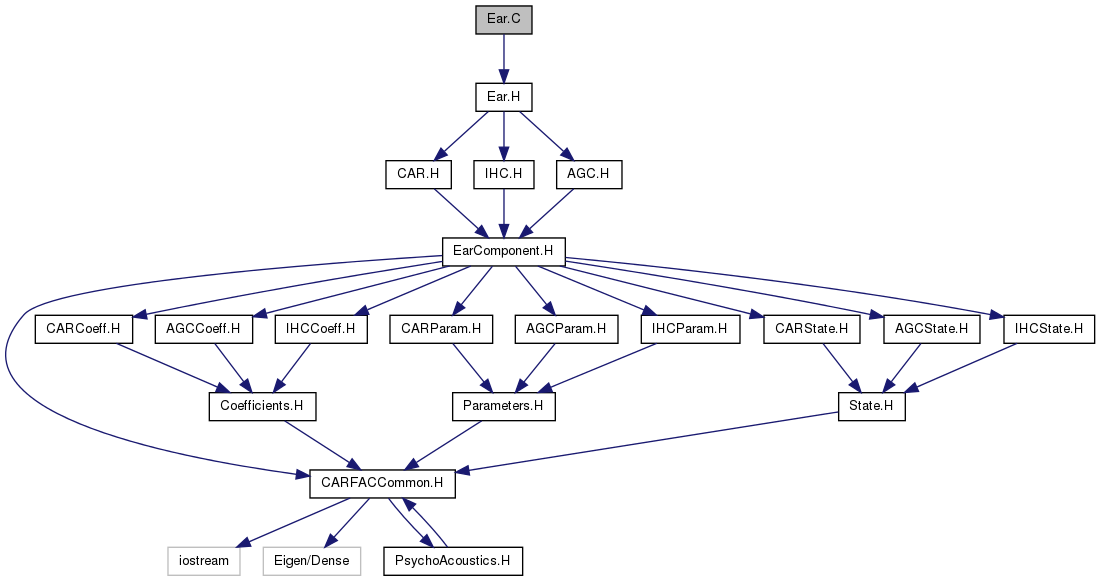 Ear.C
Ear.H
CAR.H
IHC.H
AGC.H
EarComponent.H
CARCoeff.H
AGCCoeff.H
IHCCoeff.H
CARParam.H
AGCParam.H
IHCParam.H
CARState.H
AGCState.H
IHCState.H
Coefficients.H
Parameters.H
State.H
CARFACCommon.H
iostream
Eigen/Dense
PsychoAcoustics.H